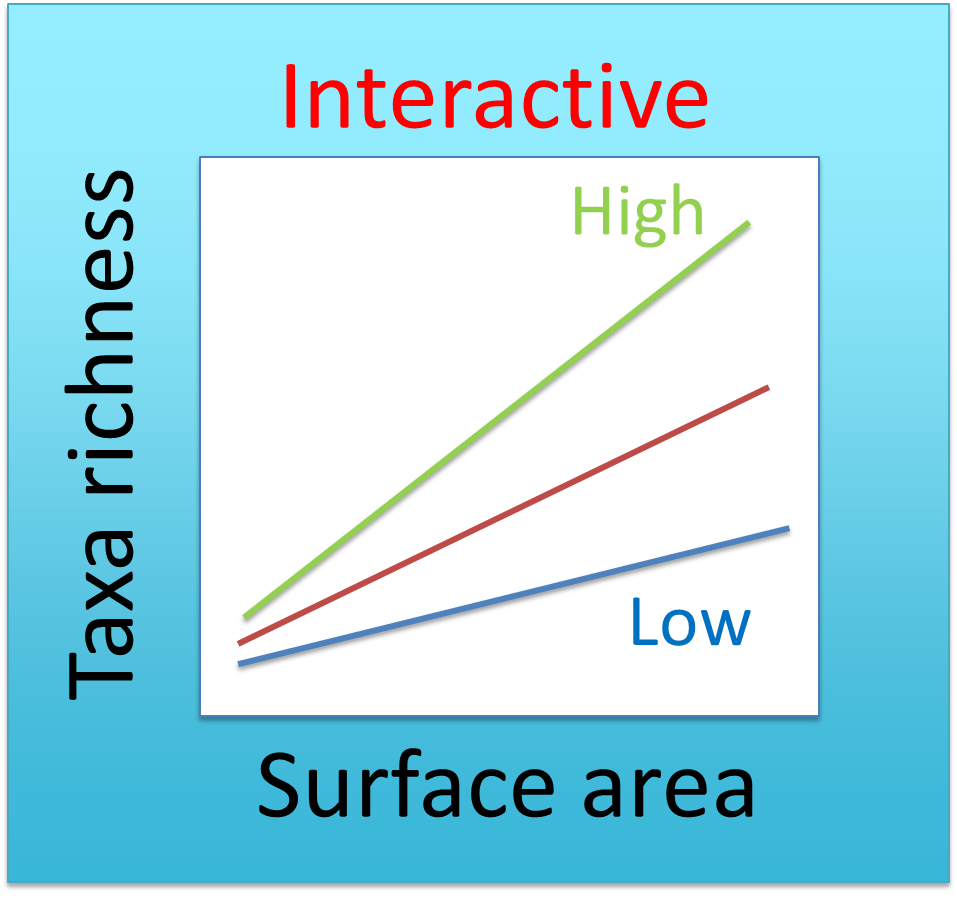 Interactive
High
Taxa richness
Low
Surface area